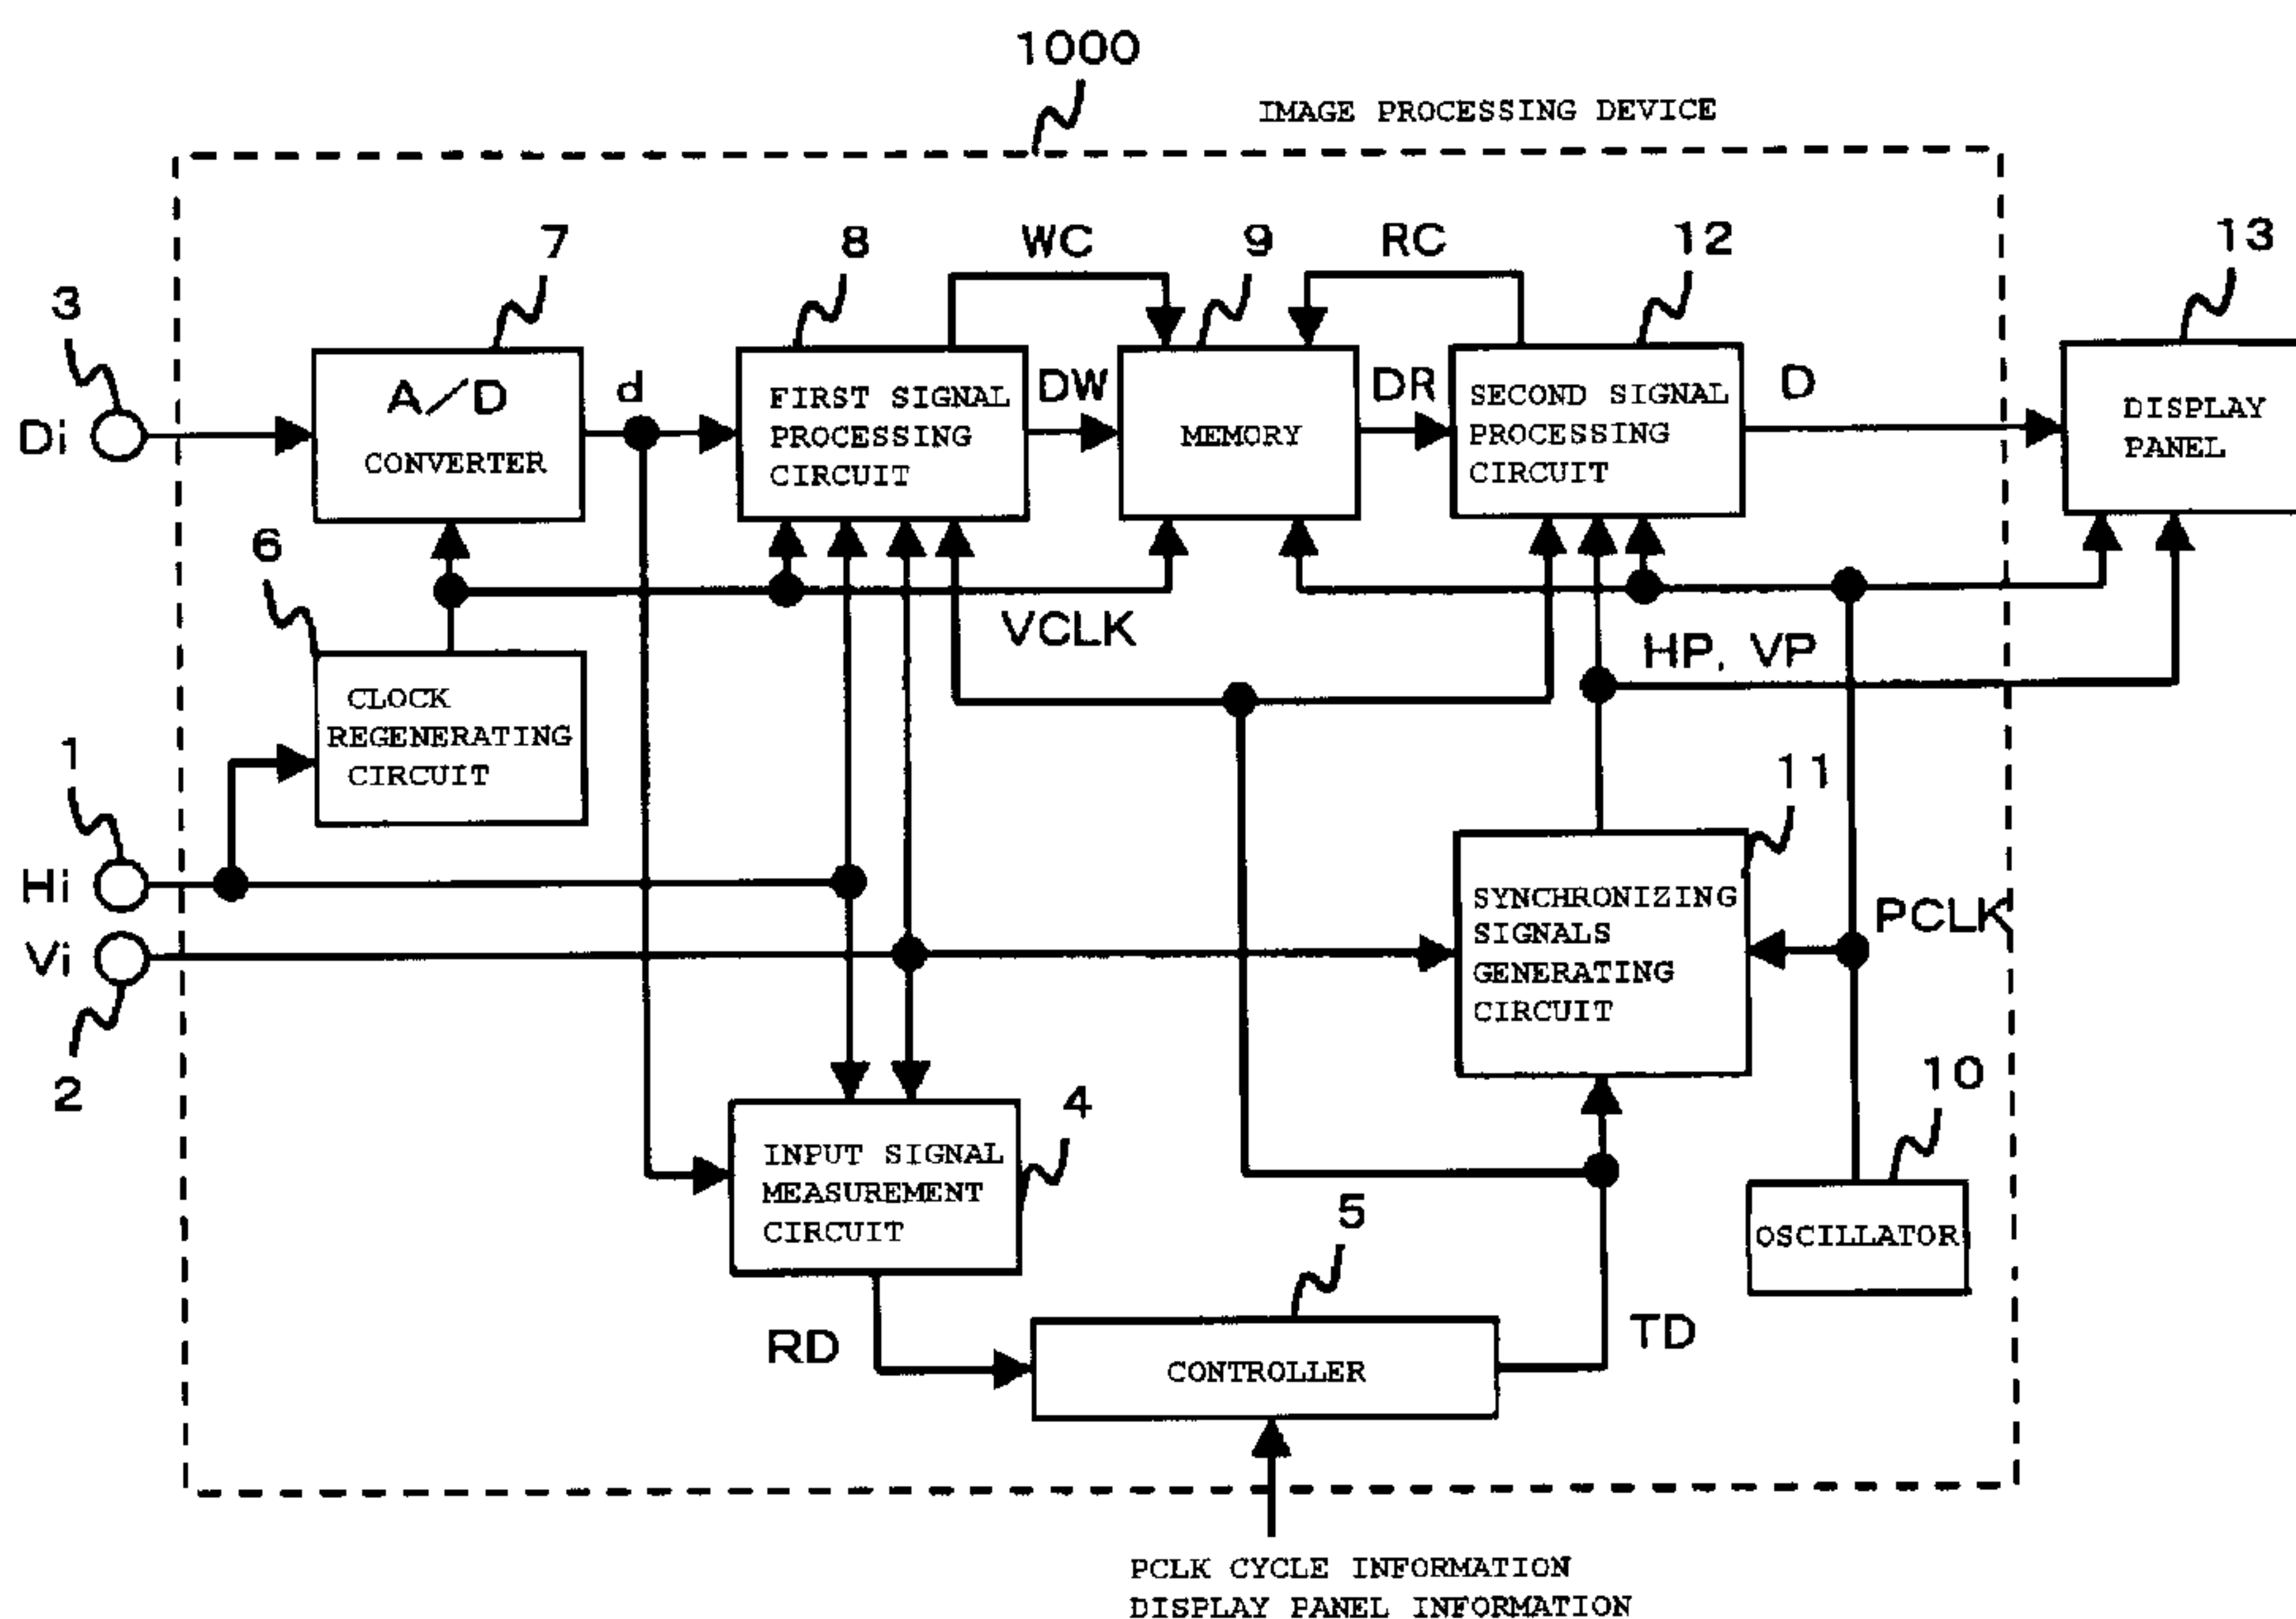 1000
IMAGE PROCESSING DEVICE
7
8
WC
9
RC
12
13
3
Di
A/D
CONVERTER
d
FIRST SIGNAL
PROCESSING
CIRCUIT
DW
MEMORY
DR
SECOND SIGNAL
PROCESSING
CIRCUIT
D
DISPLAY
PANEL
6
VCLK
HP, VP
CLOCK
REGENERATING
CIRCUIT
1
Hi
Vi
2
11
SYNCHRONIZING
SIGNALS
GENERATING
CIRCUIT
PCLK
10
OSCILLATOR
4
INPUT SIGNAL
MEASUREMENT
CIRCUIT
5
RD
CONTROLLER
TD
PCLK CYCLE INFORMATION
DISPLAY PANEL INFORMATION